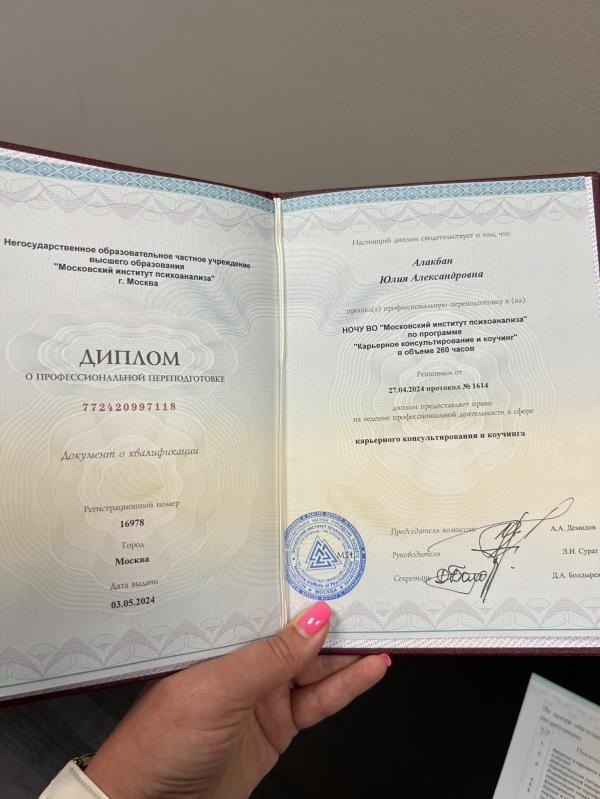 Негосударственное образовательное частное учреждение
высшего образования
"Московский институт психоанализа"
г. Москва
ДИПЛОМ
О ПРОФЕССИОНАЛЬНОЙ ПЕРЕПОДГОТОВКЕ
772420997118
Документ о квалификации
Регистрационный номер
16978
Город
Москва
Дата выдачи
03.05.2024
Настоящий диплом свидетельствует о том, что
Алакбан
Юлия Александровна
прошел(а) профессиональную переподготовку в (на)
НОЧУ ВО "Московский институт психоанализа"
по программе
"Карьерное консультирование и коучинг"
в объеме 260 часов
Решением от
27.04.2024 протокол № 1614
диплом предоставляет право
на ведение профессиональной деятельности в сфере
карьерного консультирования и коучинга
Председатель комиссии А.А. Демидов
Руководитель Л.И. Сурат
Секретарь Д.А. Болдырев
МОСКВА